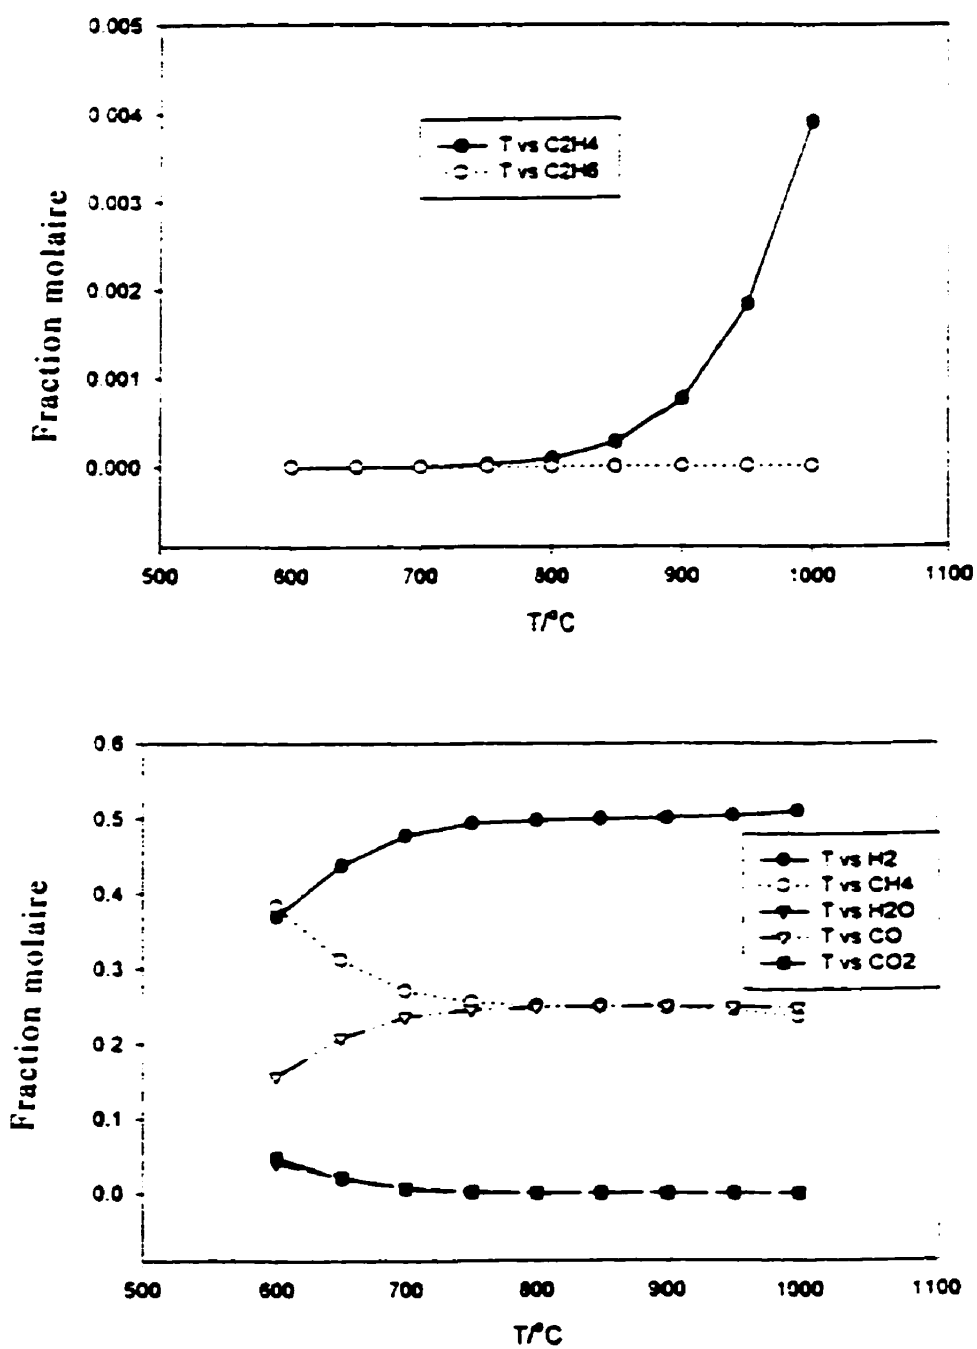 0.005
0.004
0.003
0.002
0.001
0.000
Fraction molaire
T vs C2H4
T vs C2H6
500 600 700 800 900 1000 1100
T/°C
0.6
0.5
0.4
0.3
0.2
0.1
0.0
Fraction molaire
T vs H2
T vs CH4
T vs H2O
T vs CO
T vs CO2
500 600 700 800 900 1000 1100
T/°C